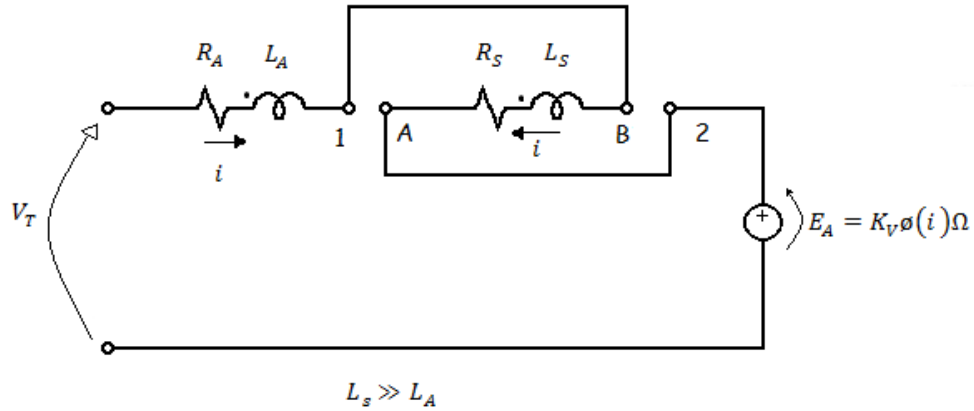 R_A L_A R_S L_S
1 A B 2
i i
V_T
+ E_A = K_V ø(i)Ω
L_s ≫ L_A